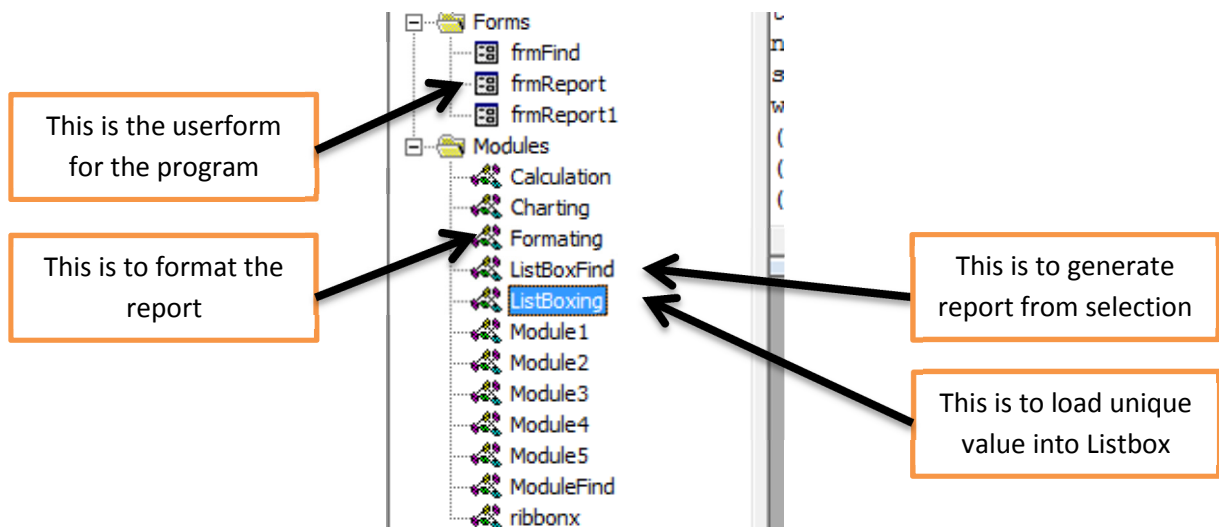 Forms
frmFind
frmReport
frmReport1
Modules
Calculation
Charting
Formating
ListBoxFind
ListBoxing
Module1
Module2
Module3
Module4
Module5
ModuleFind
ribbonx
This is the userform
for the program
This is to format the
report
This is to generate
report from selection
This is to load unique
value into Listbox
n
s
w
(
(
(